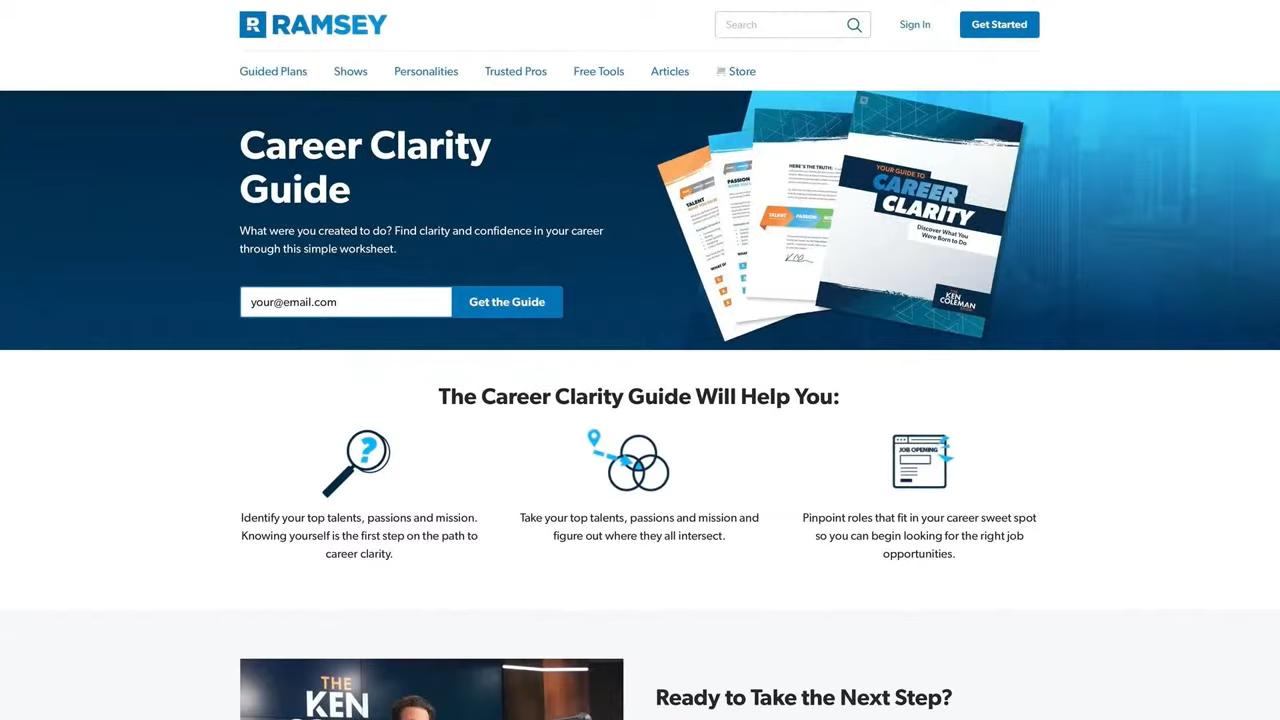 RAMSEY
Search
Sign In
Get Started
Guided Plans
Shows
Personalities
Trusted Pros
Free Tools
Articles
Store
Career Clarity
Guide
What were you created to do? Find clarity and confidence in your career
through this simple worksheet.
your@email.com
Get the Guide
TALENT
PASSION
HERE'S THE TRUTH:
TALENT
PASSION
YOUR GUIDE TO
CAREER
CLARITY
Discover What You
Were Born to Do
THE
KEN
COLEMAN
The Career Clarity Guide Will Help You:
JOB OPENING
Identify your top talents, passions and mission.
Knowing yourself is the first step on the path to
career clarity.
Take your top talents, passions and mission and
figure out where they all intersect.
Pinpoint roles that fit in your career sweet spot
so you can begin looking for the right job
opportunities.
THE
KEN
Ready to Take the Next Step?